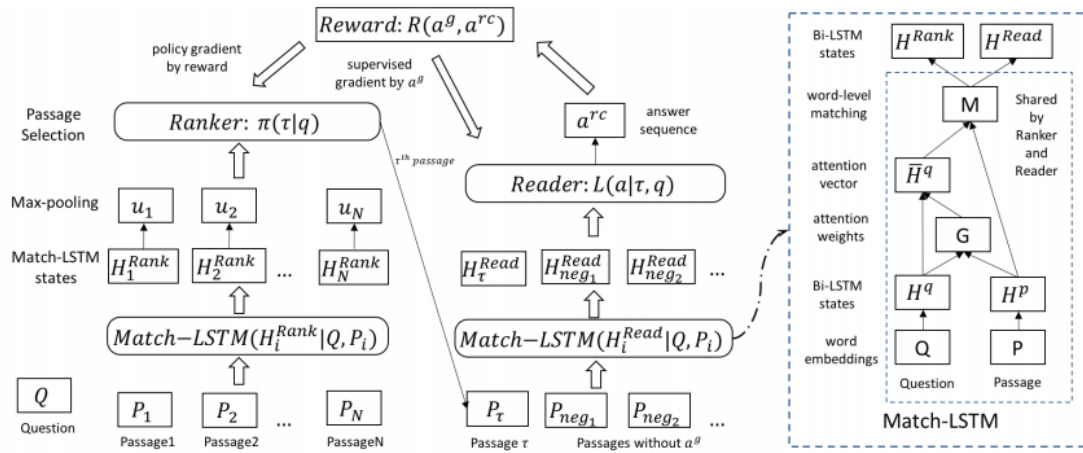 Reward: R(a^g, a^rc)
policy gradient
by reward
supervised
gradient by a^g
Passage
Selection
Ranker: π(τ|q)
a^rc
answer
sequence
τ^th passage
Reader: L(a|τ, q)
Max-pooling
u_1
u_2
u_N
Match-LSTM
states
H_1^Rank
H_2^Rank
...
H_N^Rank
H_τ^Read
H_neg_1^Read
H_neg_2^Read
...
Match−LSTM(H_i^Rank|Q, P_i)
Match−LSTM(H_i^Read|Q, P_i)
Q
Question
P_1
P_2
...
P_N
Passage1
Passage2
PassageN
P_τ
P_neg_1
P_neg_2
...
Passage τ
Passages without a^g
Bi-LSTM
states
H^Rank
H^Read
word-level
matching
M
Shared
by
Ranker
and
Reader
attention
vector
H̅^q
attention
weights
G
Bi-LSTM
states
H^q
H^p
word
embeddings
Q
P
Question
Passage
Match-LSTM